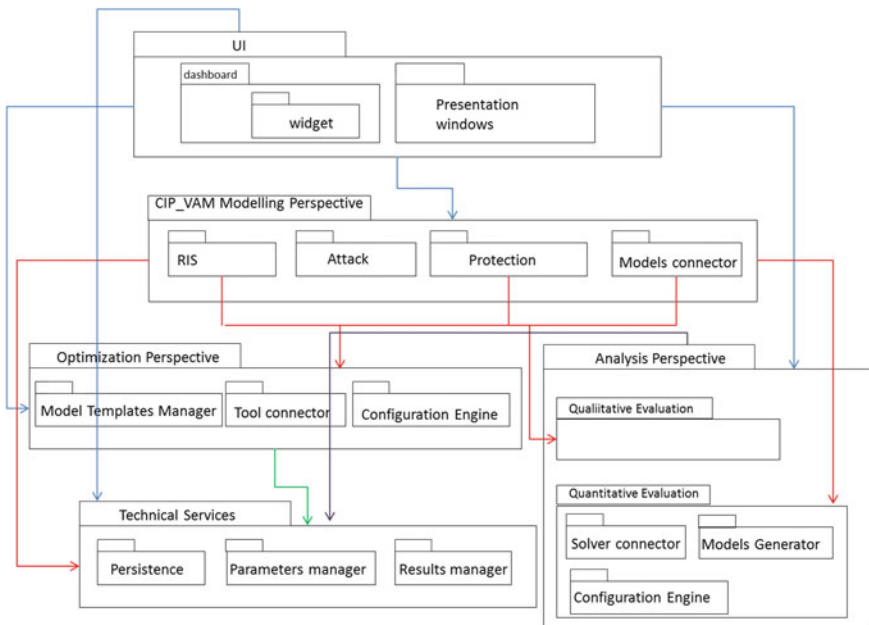 UI
dashboard
widget
Presentation
windows
CIP_VAM Modelling Perspective
RIS
Attack
Protection
Models connector
Optimization Perspective
Model Templates Manager
Tool connector
Configuration Engine
Analysis Perspective
Qualiitative Evaluation
Quantitative Evaluation
Solver connector
Models Generator
Configuration Engine
Technical Services
Persistence
Parameters manager
Results manager